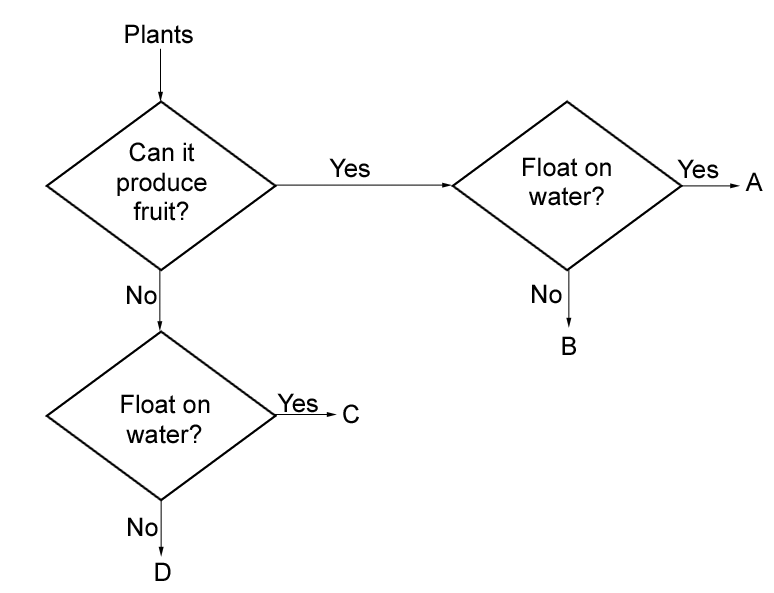 Plants
Can it
produce
fruit?
Yes
Float on
water?
Yes
A
No
B
No
Float on
water?
Yes
C
No
D